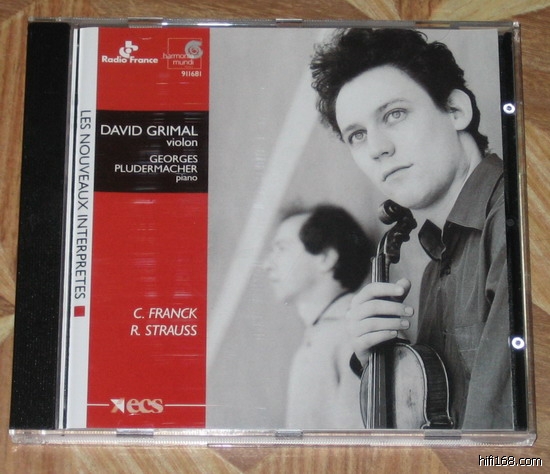 Radio France
harmonia
mundi
911681
DAVID GRIMAL
violon
GEORGES
PLUDERMACHER
piano
LES NOUVEAUX INTERPRETES
C. FRANCK
R. STRAUSS
ecs
hifi168.com